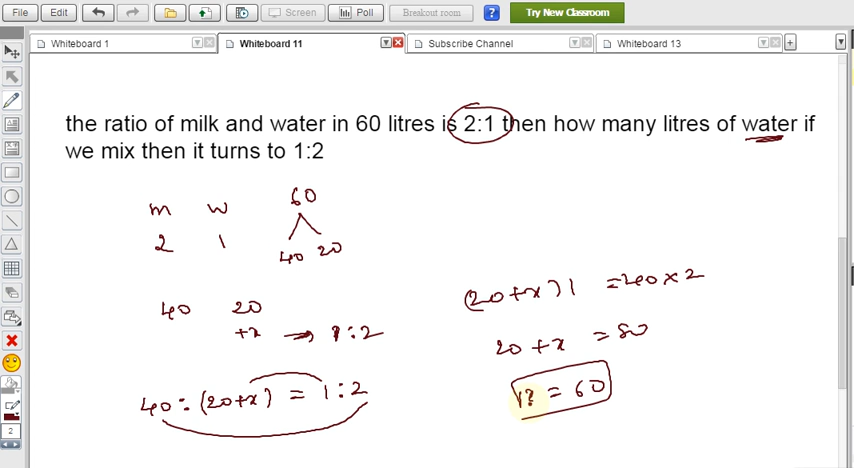 File Edit Screen Poll Breakout room ? Try New Classroom
Whiteboard 1 Whiteboard 11 Subscribe Channel Whiteboard 13 +
the ratio of milk and water in 60 litres is 2:1 then how many litres of water if
we mix then it turns to 1:2
m w 60
2 1 40 20
40 20
+x → 1:2
40:(20+x) = 1:2
(20+x)1 = 40×2
20+x = 80
= 60
2